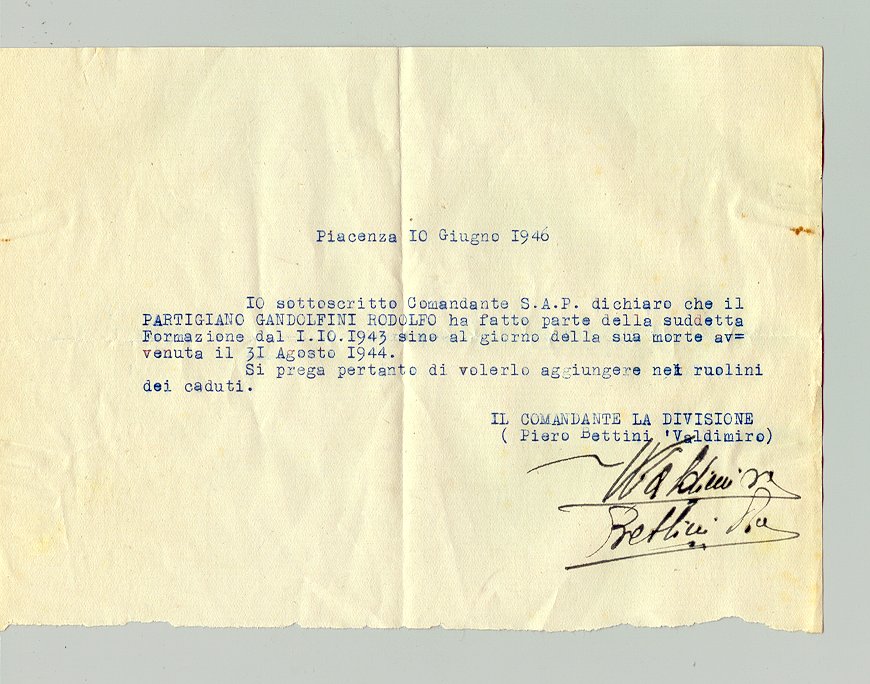 Piacenza IO Giugno I946
IO sottoscritto Comandante S.A.P. dichiaro che il
PARTIGIANO GANDOLFINI RODOLFO ha fatto parte della suddetta
Formazione dal I.IO.I943 sino al giorno della sua morte av=
venuta il 3I Agosto I944.
Si prega pertanto di volerlo aggiungere nei ruolini
dei caduti.
IL COMANDANTE LA DIVISIONE
( Piero Bettini 'Valdimiro)
Valdimiro
Bettini